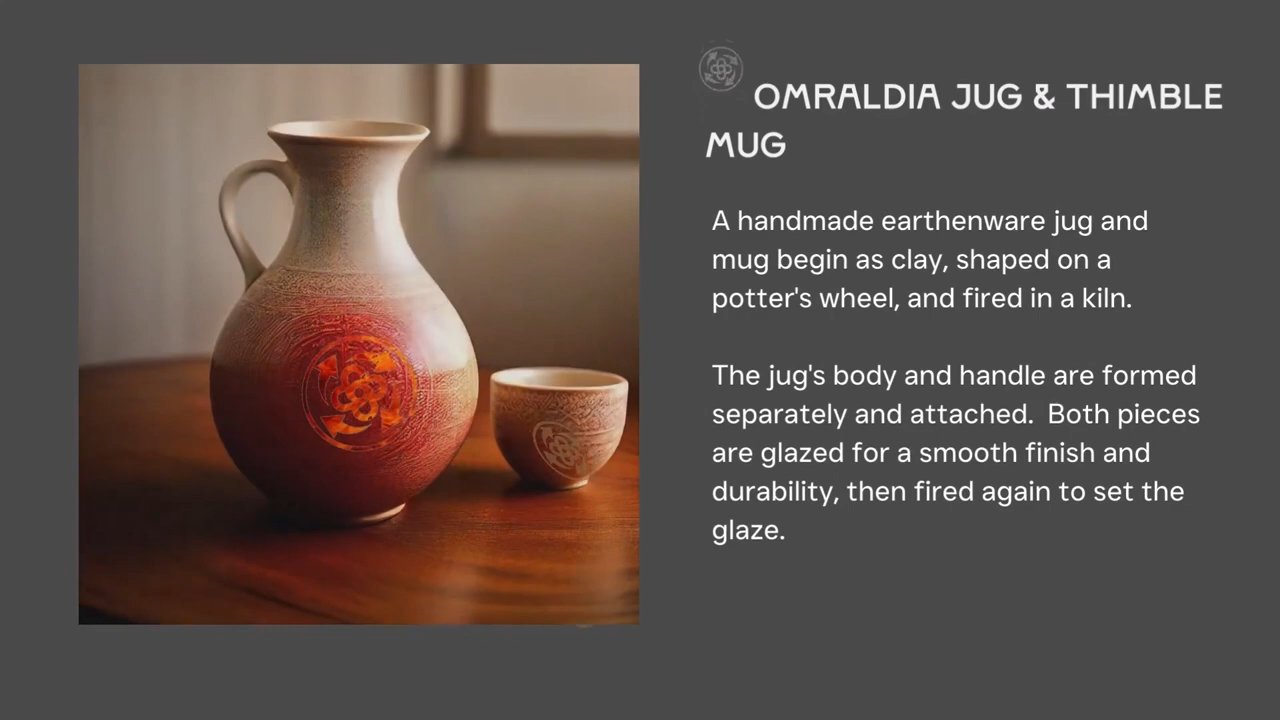 OMRALDIA JUG & THIMBLE
MUG
A handmade earthenware jug and
mug begin as clay, shaped on a
potter's wheel, and fired in a kiln.
The jug's body and handle are formed
separately and attached.  Both pieces
are glazed for a smooth finish and
durability, then fired again to set the
glaze.